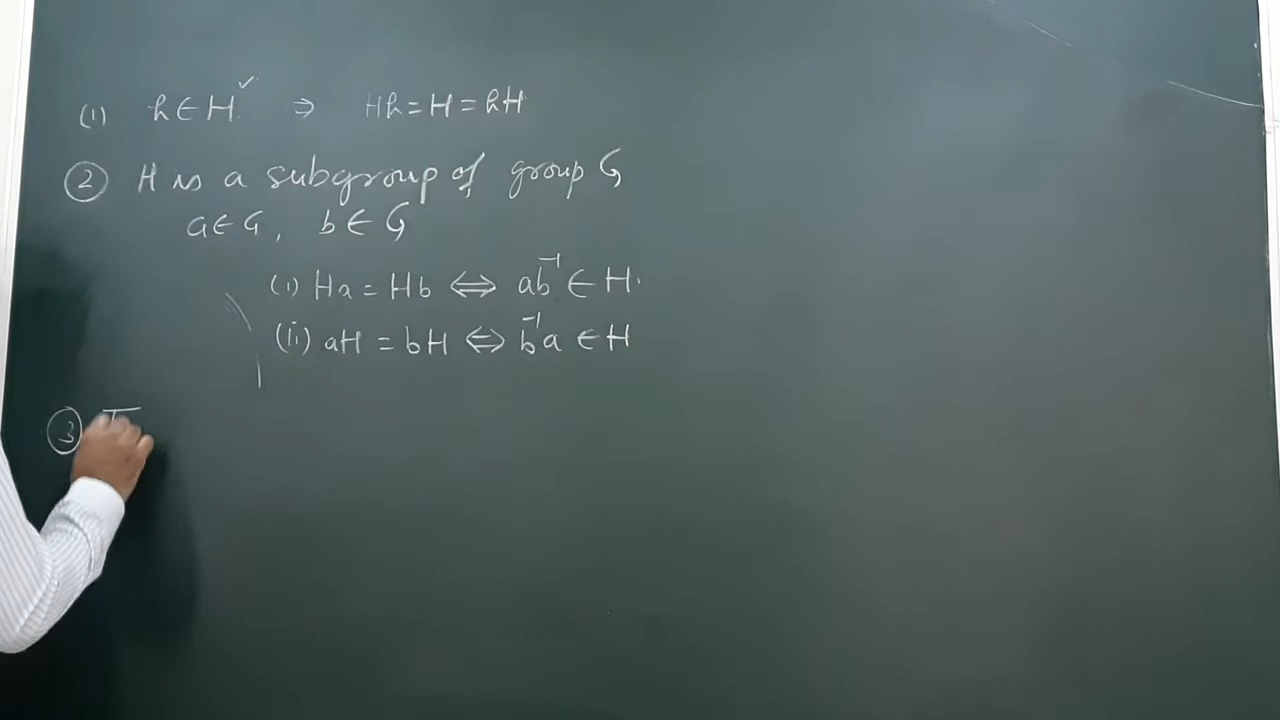 (1) h ∈ H ✓ ⇒ Hh = H = hH
② H is a subgroup of group G
a ∈ G, b ∈ G
(i) Ha = Hb ⇔ ab⁻¹ ∈ H.
(ii) aH = bH ⇔ b⁻¹a ∈ H
③